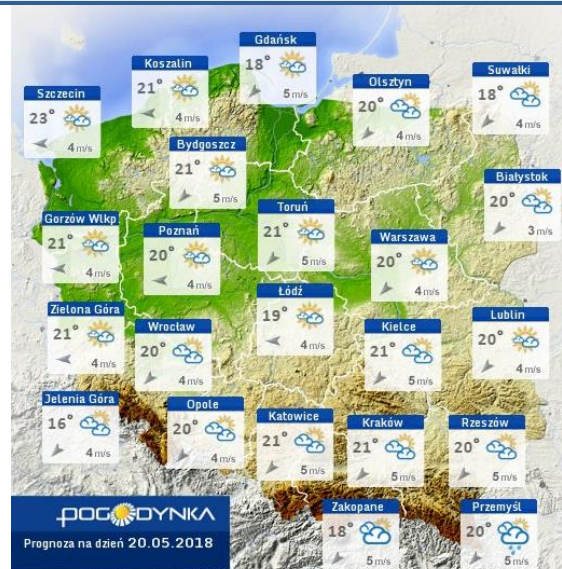 Gdańsk
18°
5 m/s
Koszalin
21°
4 m/s
Suwałki
18°
4 m/s
Olsztyn
20°
4 m/s
Szczecin
23°
4 m/s
Bydgoszcz
21°
5 m/s
Białystok
20°
3 m/s
Toruń
21°
5 m/s
Gorzów Wlkp.
21°
4 m/s
Poznań
20°
4 m/s
Warszawa
20°
4 m/s
Łódź
19°
4 m/s
Zielona Góra
21°
4 m/s
Wrocław
20°
4 m/s
Kielce
21°
5 m/s
Lublin
20°
4 m/s
Jelenia Góra
16°
4 m/s
Opole
20°
4 m/s
Katowice
21°
5 m/s
Kraków
21°
5 m/s
Rzeszów
20°
5 m/s
Zakopane
18°
5 m/s
Przemyśl
20°
5 m/s
POGODYNKA
Prognoza na dzień 20.05.2018